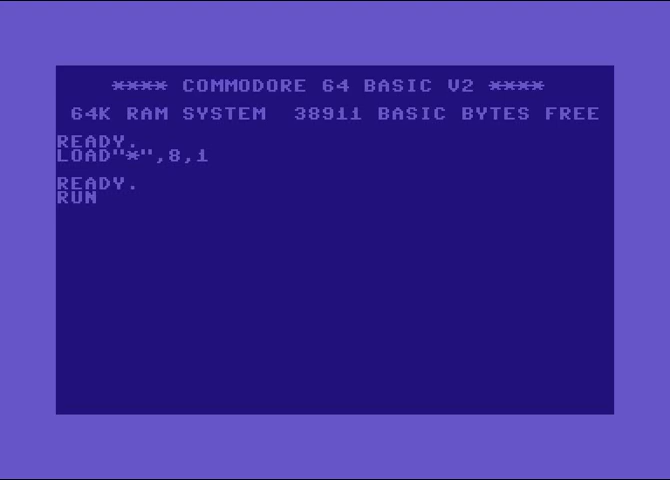 **** COMMODORE 64 BASIC V2 ****
64K RAM SYSTEM  38911 BASIC BYTES FREE
READY.
LOAD"*",8,1
READY.
RUN